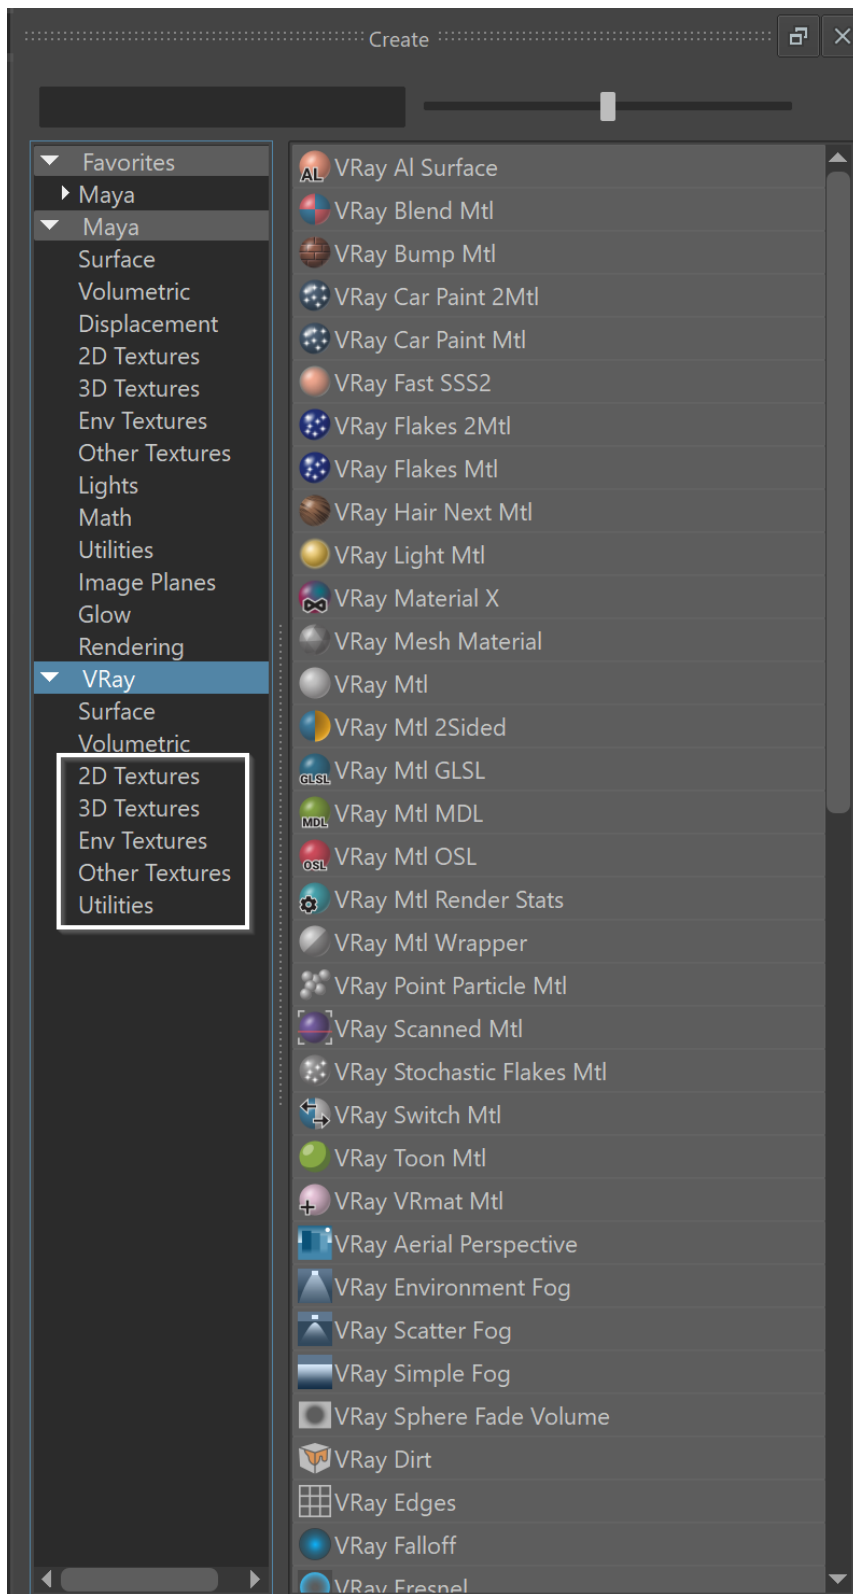 Create
Favorites
Maya
Maya
Surface
Volumetric
Displacement
2D Textures
3D Textures
Env Textures
Other Textures
Lights
Math
Utilities
Image Planes
Glow
Rendering
VRay
Surface
Volumetric
2D Textures
3D Textures
Env Textures
Other Textures
Utilities
AL VRay Al Surface
VRay Blend Mtl
VRay Bump Mtl
VRay Car Paint 2Mtl
VRay Car Paint Mtl
VRay Fast SSS2
VRay Flakes 2Mtl
VRay Flakes Mtl
VRay Hair Next Mtl
VRay Light Mtl
VRay Material X
VRay Mesh Material
VRay Mtl
VRay Mtl 2Sided
GLSL VRay Mtl GLSL
MDL VRay Mtl MDL
OSL VRay Mtl OSL
VRay Mtl Render Stats
VRay Mtl Wrapper
VRay Point Particle Mtl
VRay Scanned Mtl
VRay Stochastic Flakes Mtl
VRay Switch Mtl
VRay Toon Mtl
VRay VRmat Mtl
VRay Aerial Perspective
VRay Environment Fog
VRay Scatter Fog
VRay Simple Fog
VRay Sphere Fade Volume
VRay Dirt
VRay Edges
VRay Falloff
VRay Fresnel